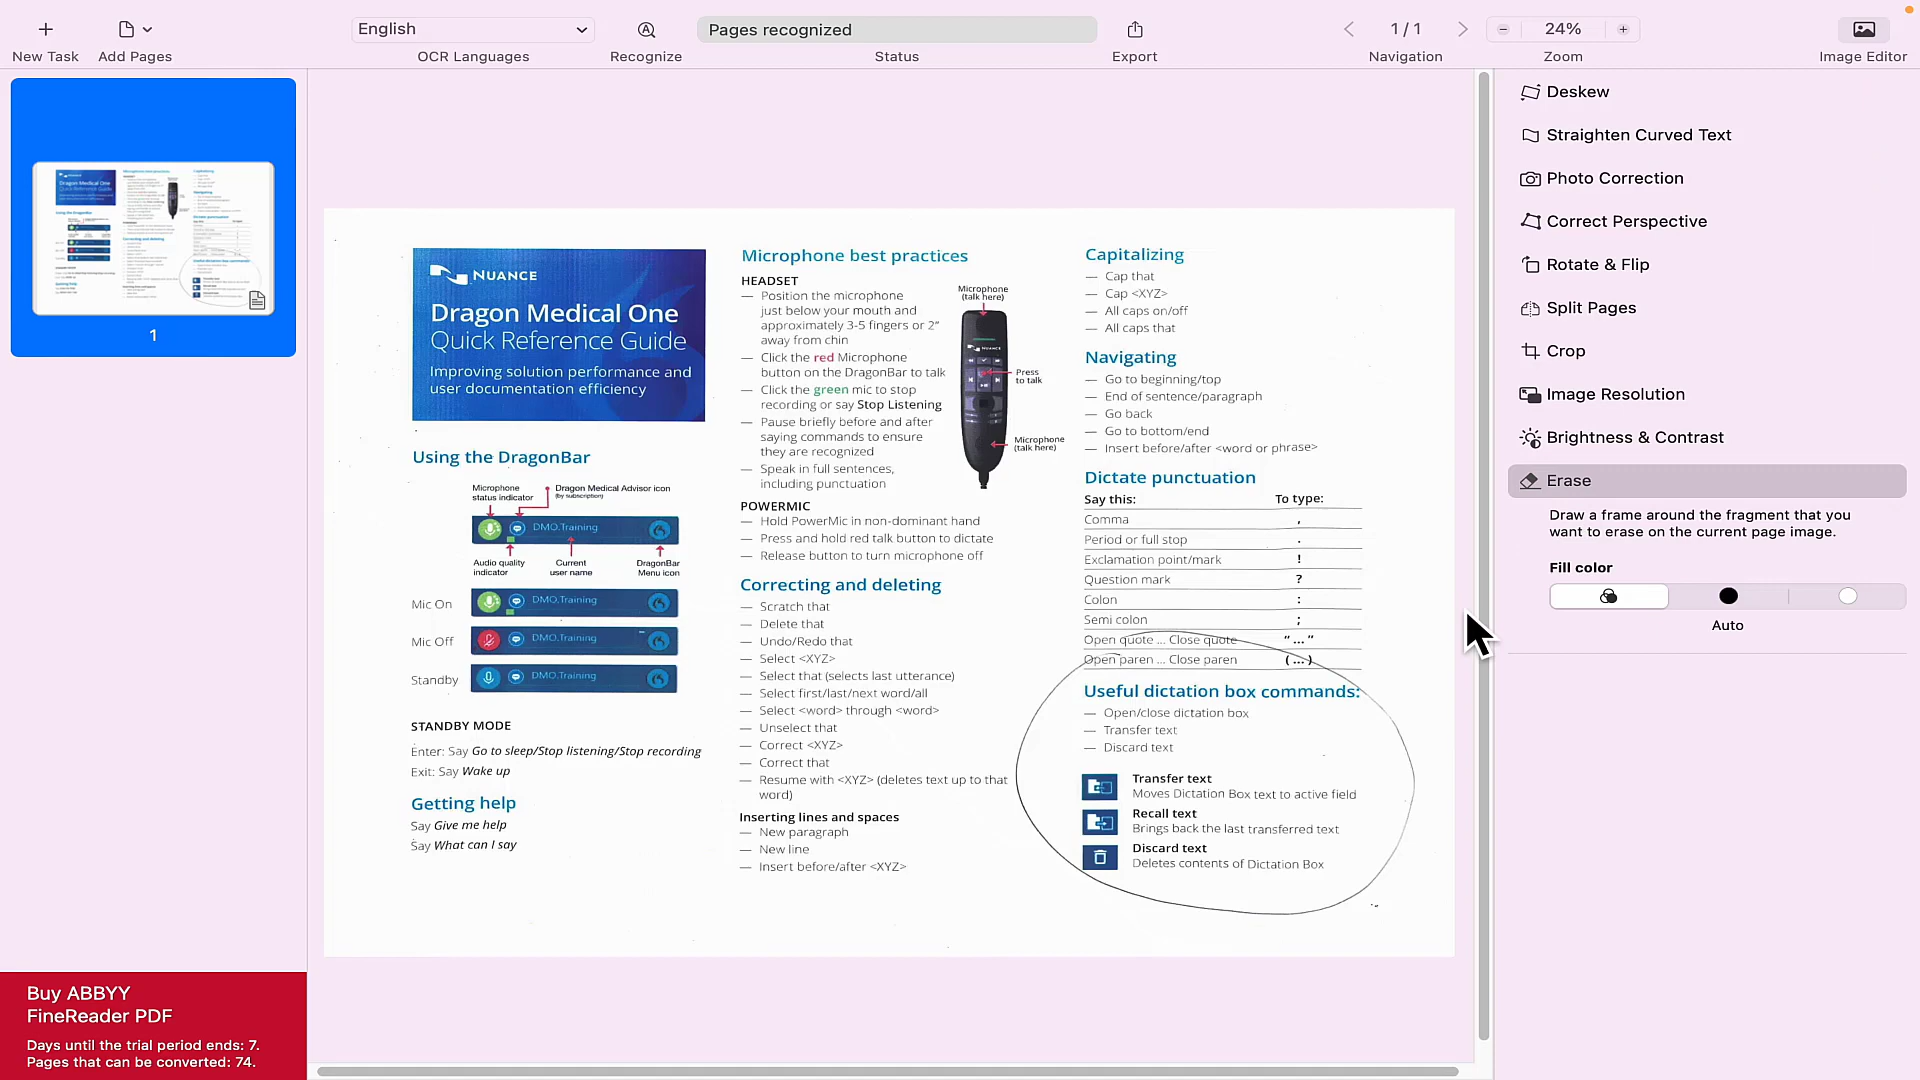 New Task
Add Pages
English
OCR Languages
Recognize
Pages recognized
Status
Export
1 / 1
Navigation
24%
Zoom
Image Editor
1
Buy ABBYY
FineReader PDF
Days until the trial period ends: 7.
Pages that can be converted: 74.
NUANCE
Dragon Medical One
Quick Reference Guide
Improving solution performance and
user documentation efficiency
Using the DragonBar
Microphone
status indicator
Dragon Medical Advisor icon
(by subscription)
DMO.Training
Audio quality
indicator
Current
user name
DragonBar
Menu icon
Mic On
DMO.Training
Mic Off
DMO.Training
Standby
DMO.Training
STANDBY MODE
Enter: Say Go to sleep/Stop listening/Stop recording
Exit: Say Wake up
Getting help
Say Give me help
Say What can I say
Microphone best practices
HEADSET
— Position the microphone
just below your mouth and
approximately 3-5 fingers or 2”
away from chin
— Click the red Microphone
button on the DragonBar to talk
— Click the green mic to stop
recording or say Stop Listening
— Pause briefly before and after
saying commands to ensure
they are recognized
— Speak in full sentences,
including punctuation
Microphone
(talk here)
NUANCE
Press
to talk
Microphone
(talk here)
POWERMIC
— Hold PowerMic in non-dominant hand
— Press and hold red talk button to dictate
— Release button to turn microphone off
Correcting and deleting
— Scratch that
— Delete that
— Undo/Redo that
— Select <XYZ>
— Select that (selects last utterance)
— Select first/last/next word/all
— Select <word> through <word>
— Unselect that
— Correct <XYZ>
— Correct that
— Resume with <XYZ> (deletes text up to that
word)
Inserting lines and spaces
— New paragraph
— New line
— Insert before/after <XYZ>
Capitalizing
— Cap that
— Cap <XYZ>
— All caps on/off
— All caps that
Navigating
— Go to beginning/top
— End of sentence/paragraph
— Go back
— Go to bottom/end
— Insert before/after <word or phrase>
Dictate punctuation
Say this: To type:
Comma ,
Period or full stop .
Exclamation point/mark !
Question mark ?
Colon :
Semi colon ;
Open quote ... Close quote “ ... ”
Open paren ... Close paren ( ... )
Useful dictation box commands:
— Open/close dictation box
— Transfer text
— Discard text
Transfer text
Moves Dictation Box text to active field
Recall text
Brings back the last transferred text
Discard text
Deletes contents of Dictation Box
Deskew
Straighten Curved Text
Photo Correction
Correct Perspective
Rotate & Flip
Split Pages
Crop
Image Resolution
Brightness & Contrast
Erase
Draw a frame around the fragment that you
want to erase on the current page image.
Fill color
Auto